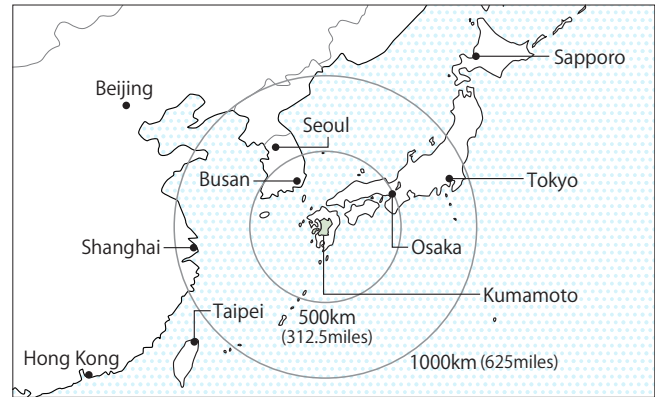 Sapporo
Beijing
Seoul
Busan
Tokyo
Shanghai
Osaka
Kumamoto
Taipei
500km
(312.5miles)
Hong Kong
1000km (625miles)